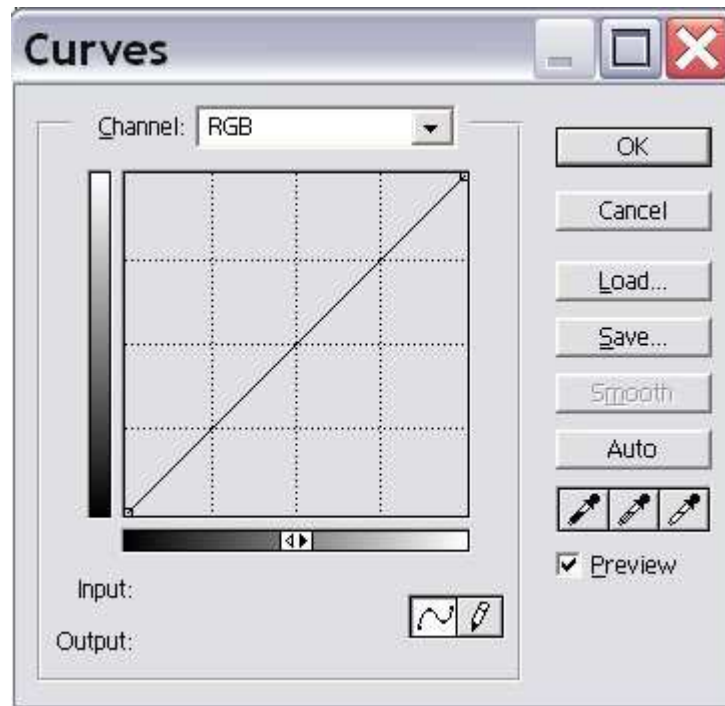 Curves
Channel: RGB
OK
Cancel
Load...
Save...
Smooth
Auto
Preview
Input:
Output: